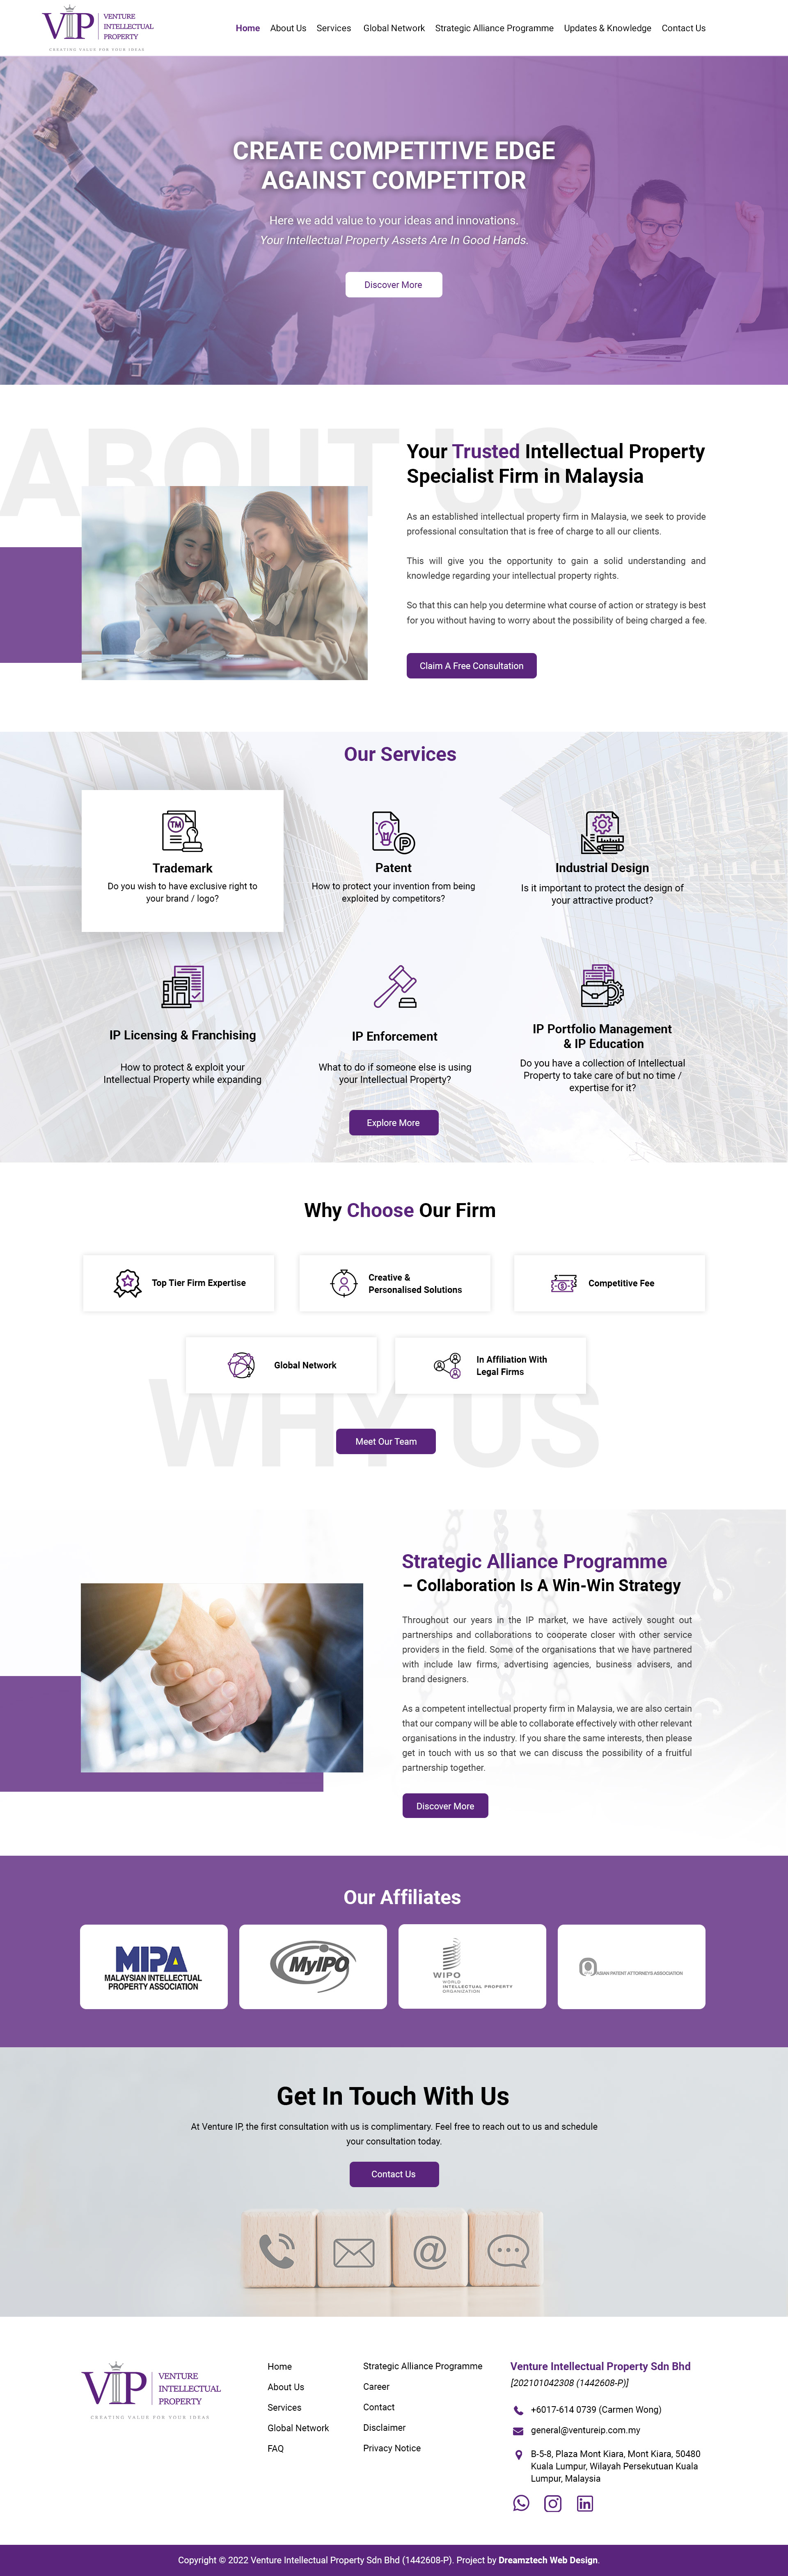 VIP
VENTURE
INTELLECTUAL
PROPERTY
CREATING VALUE FOR YOUR IDEAS
Home About Us Services Global Network Strategic Alliance Programme Updates & Knowledge Contact Us
CREATE COMPETITIVE EDGE
AGAINST COMPETITOR
Here we add value to your ideas and innovations.
Your Intellectual Property Assets Are In Good Hands.
Discover More
ABOUT US
Your Trusted Intellectual Property
Specialist Firm in Malaysia
As an established intellectual property firm in Malaysia, we seek to provide
professional consultation that is free of charge to all our clients.
This will give you the opportunity to gain a solid understanding and
knowledge regarding your intellectual property rights.
So that this can help you determine what course of action or strategy is best
for you without having to worry about the possibility of being charged a fee.
Claim A Free Consultation
Our Services
TM
Trademark
Do you wish to have exclusive right to
your brand / logo?
P
Patent
How to protect your invention from being
exploited by competitors?
Industrial Design
Is it important to protect the design of
your attractive product?
IP Licensing & Franchising
How to protect & exploit your
Intellectual Property while expanding
IP Enforcement
What to do if someone else is using
your Intellectual Property?
IP Portfolio Management
& IP Education
Do you have a collection of Intellectual
Property to take care of but no time /
expertise for it?
Explore More
Why Choose Our Firm
Top Tier Firm Expertise
Creative &
Personalised Solutions
Competitive Fee
Global Network
In Affiliation With
Legal Firms
WHY US
Meet Our Team
Strategic Alliance Programme
– Collaboration Is A Win-Win Strategy
Throughout our years in the IP market, we have actively sought out
partnerships and collaborations to cooperate closer with other service
providers in the field. Some of the organisations that we have partnered
with include law firms, advertising agencies, business advisers, and
brand designers.
As a competent intellectual property firm in Malaysia, we are also certain
that our company will be able to collaborate effectively with other relevant
organisations in the industry. If you share the same interests, then please
get in touch with us so that we can discuss the possibility of a fruitful
partnership together.
Discover More
Our Affiliates
MIPA
MALAYSIAN INTELLECTUAL
PROPERTY ASSOCIATION
MyIPO
WIPO
WORLD
INTELLECTUAL PROPERTY
ORGANIZATION
ASIAN PATENT ATTORNEYS ASSOCIATION
Get In Touch With Us
At Venture IP, the first consultation with us is complimentary. Feel free to reach out to us and schedule
your consultation today.
Contact Us
@
VIP
VENTURE
INTELLECTUAL
PROPERTY
CREATING VALUE FOR YOUR IDEAS
Home
About Us
Services
Global Network
FAQ
Strategic Alliance Programme
Career
Contact
Disclaimer
Privacy Notice
Venture Intellectual Property Sdn Bhd
[202101042308 (1442608-P)]
+6017-614 0739 (Carmen Wong)
general@ventureip.com.my
B-5-8, Plaza Mont Kiara, Mont Kiara, 50480
Kuala Lumpur, Wilayah Persekutuan Kuala
Lumpur, Malaysia
in
Copyright © 2022 Venture Intellectual Property Sdn Bhd (1442608-P). Project by Dreamztech Web Design.